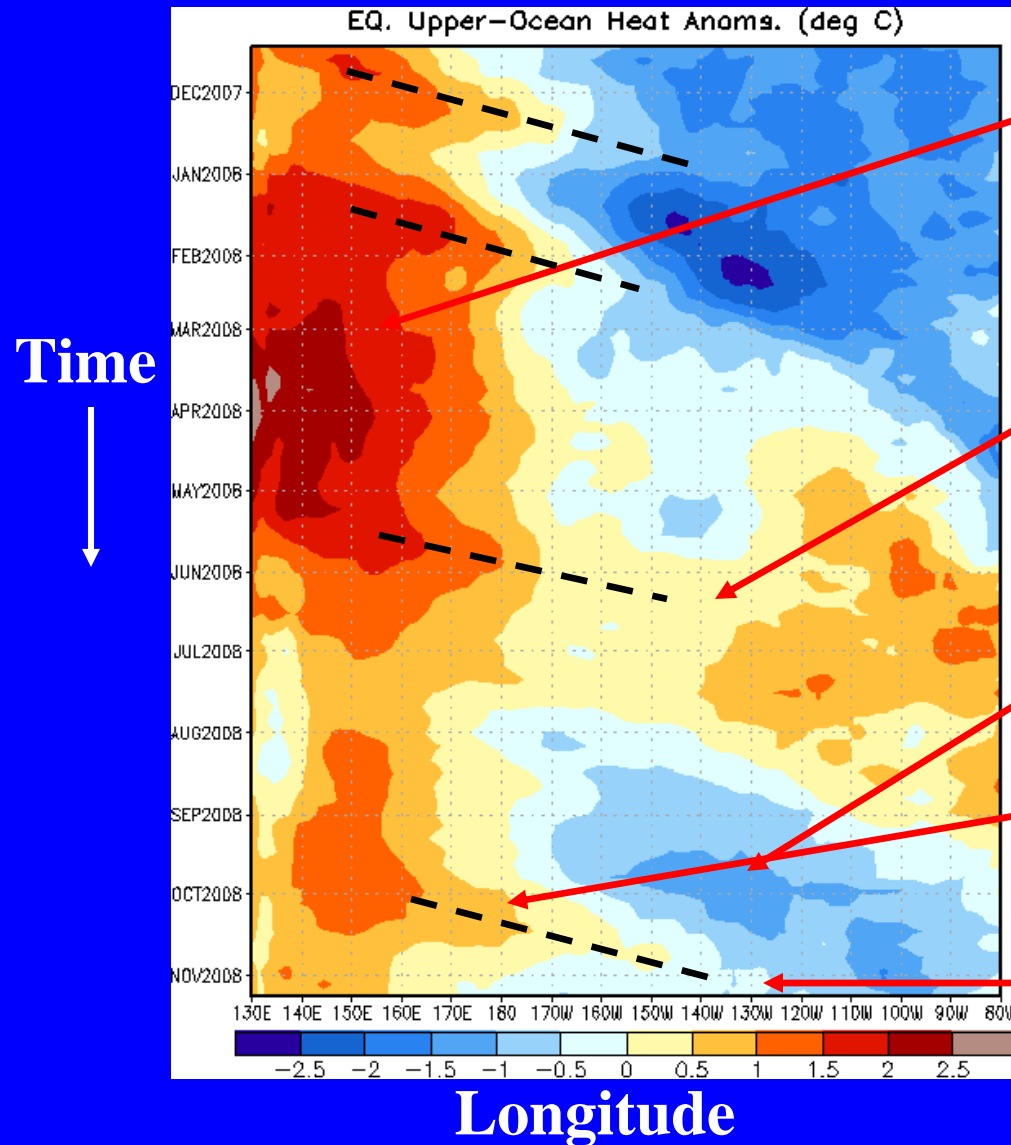 EQ. Upper-Ocean Heat Anoms. (deg C)
DEC2007
JAN2008
FEB2008
MAR2008
Time
APR2008
MAY2008
JUN2008
JUL2008
AUG2008
SEP2008
OCT2008
NOV2008
130E 140E 150E 160E 170E 180 170W 160W 150W 140W 130W 120W 110W 100W 90W 80W
-2.5 -2 -1.5 -1 -0.5 0 0.5 1 1.5 2 2.5
Longitude